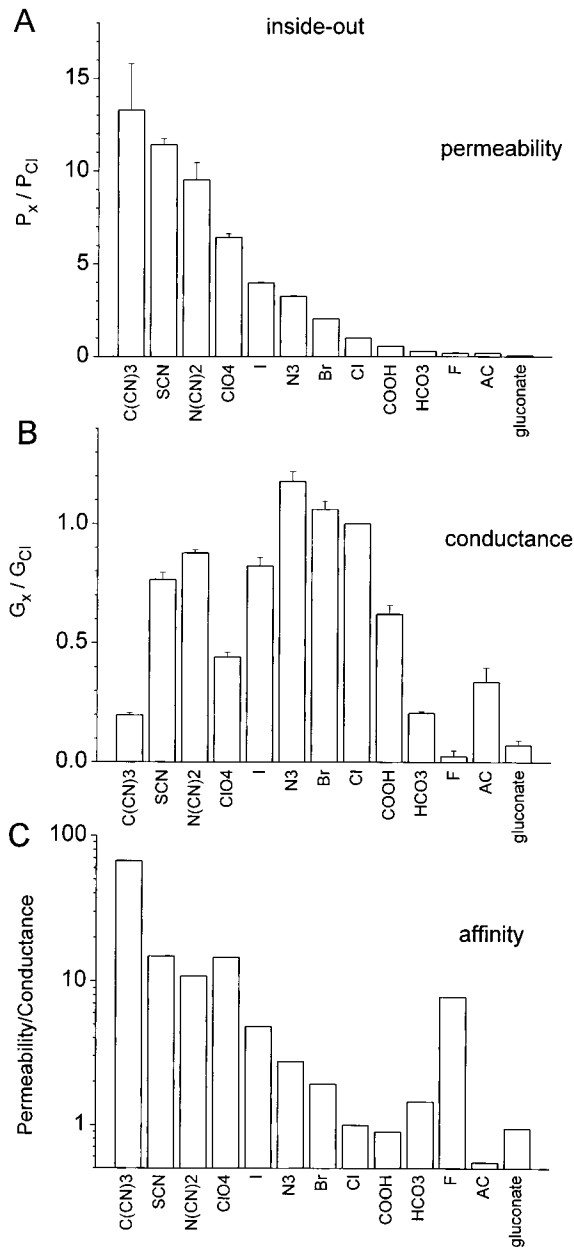 A
inside-out
15
10
5
0
P_x / P_Cl
permeability
C(CN)3
SCN
N(CN)2
ClO4
I
N3
Br
Cl
COOH
HCO3
F
AC
gluconate
B
1.0
0.5
0.0
G_x / G_Cl
conductance
C(CN)3
SCN
N(CN)2
ClO4
I
N3
Br
Cl
COOH
HCO3
F
AC
gluconate
C
100
10
1
Permeability/Conductance
affinity
C(CN)3
SCN
N(CN)2
ClO4
I
N3
Br
Cl
COOH
HCO3
F
AC
gluconate